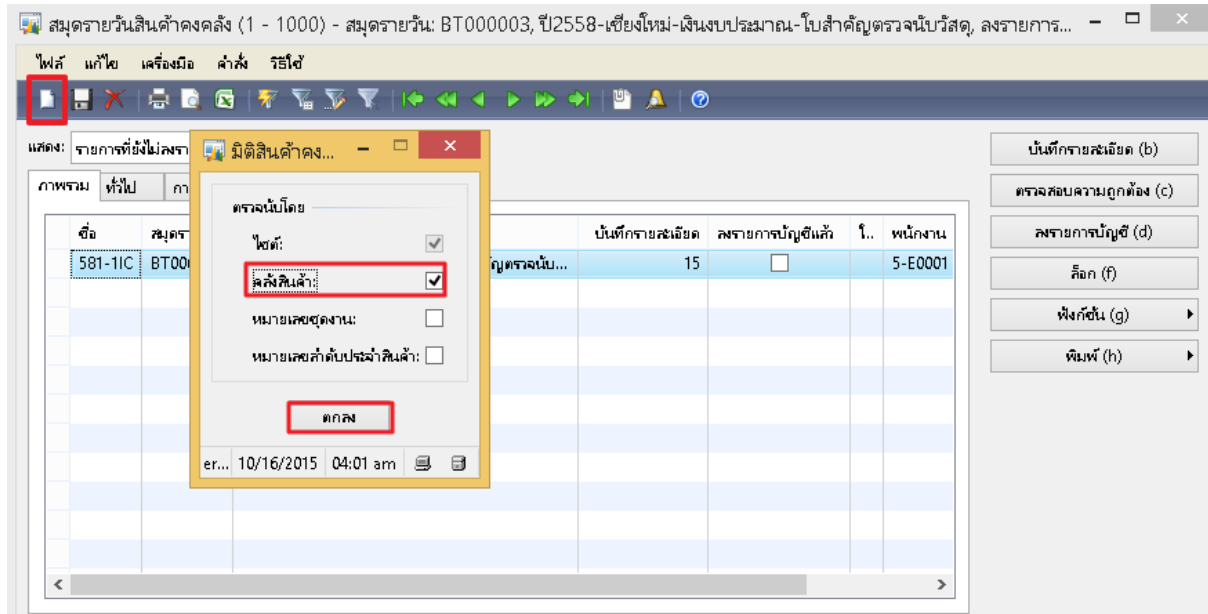 สมุดรายวันสินค้าคงคลัง (1 - 1000) - สมุดรายวัน: BT000003, ปี2558-เชียงใหม่-เงินงบประมาณ-ใบสำคัญตรวจนับวัสดุ, ลงรายการ...
ไฟล์ แก้ไข เครื่องมือ คำสั่ง วิธีใช้
แสดง: รายการที่ยังไม่ลงรา
ภาพรวม ทั่วไป กา
ชื่อ สมุดรา บันทึกรายละเอียด ลงรายการบัญชีแล้ว ใ.. พนักงาน
581-1IC BT00 ญตรวจนับ... 15 5-E0001
มิติสินค้าคง...
ตรวจนับโดย
ไซต์:
คลังสินค้า:
หมายเลขชุดงาน:
หมายเลขลำดับประจำสินค้า:
ตกลง
er... 10/16/2015 04:01 am
บันทึกรายละเอียด (b)
ตรวจสอบความถูกต้อง (c)
ลงรายการบัญชี (d)
ล็อก (f)
ฟังก์ชัน (g)
พิมพ์ (h)